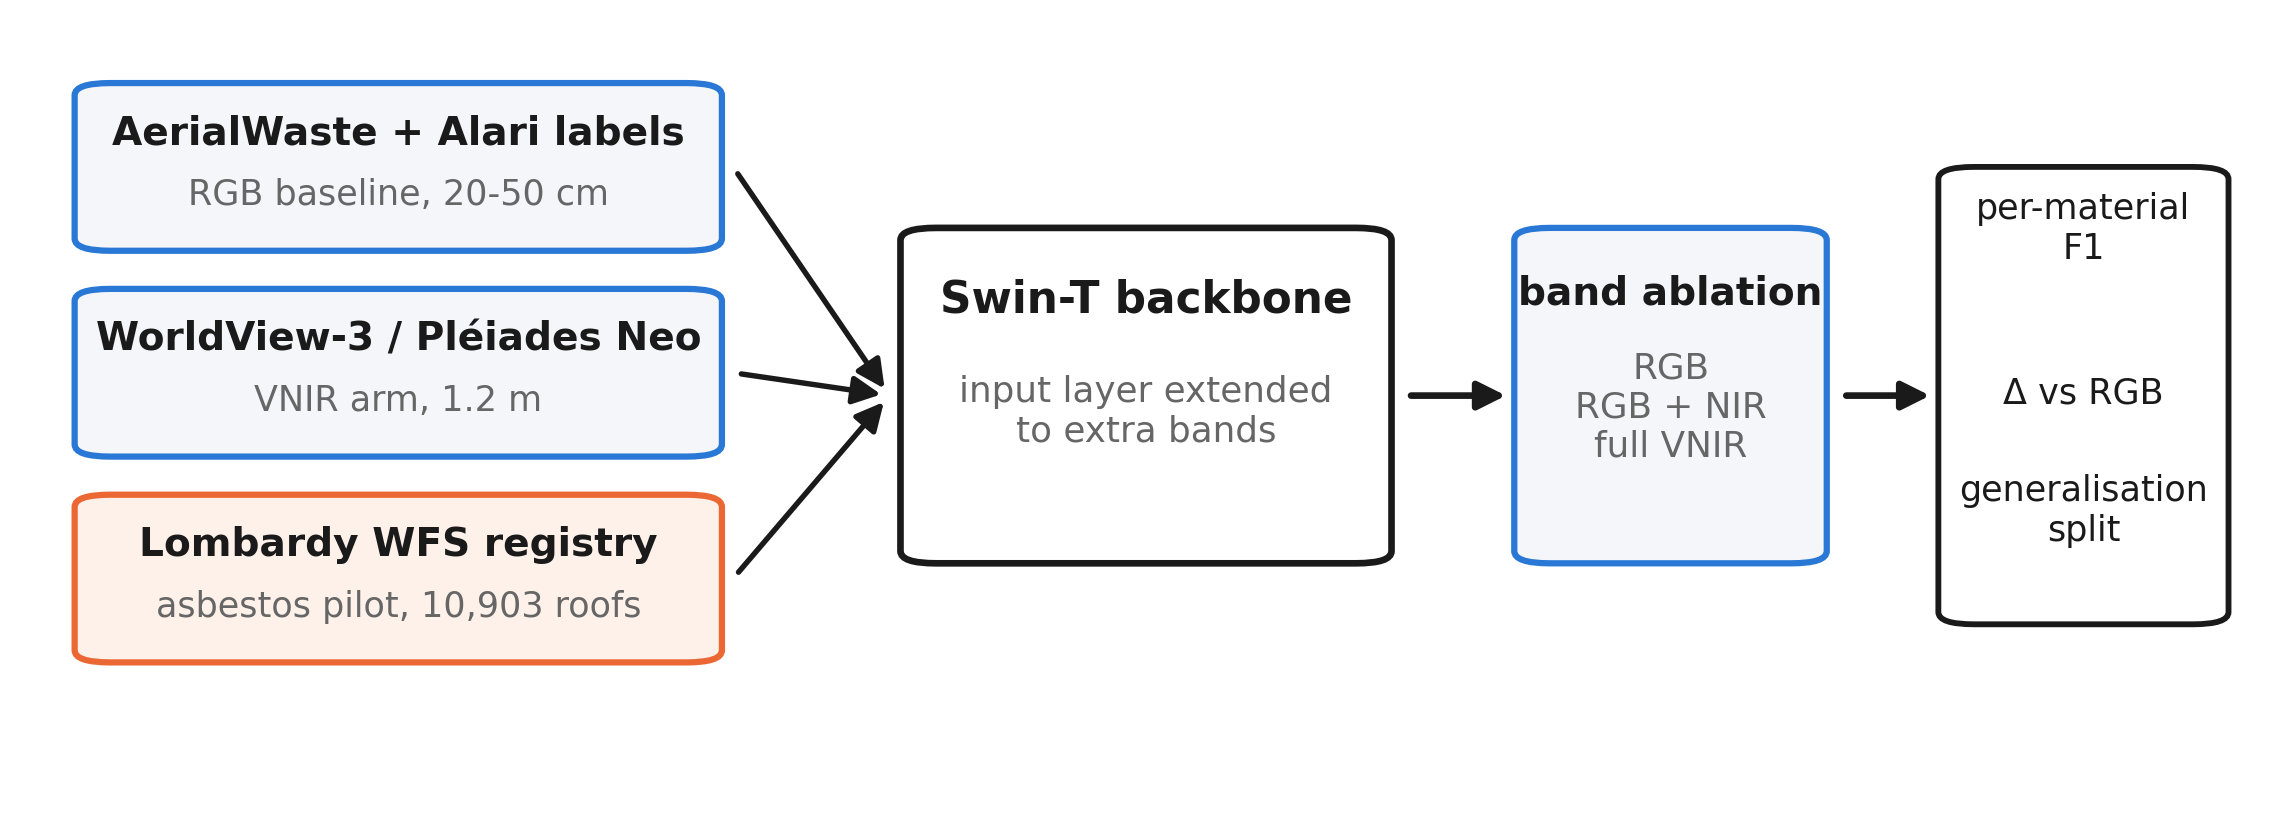 AerialWaste + Alari labels
RGB baseline, 20-50 cm
WorldView-3 / Pléiades Neo
VNIR arm, 1.2 m
Lombardy WFS registry
asbestos pilot, 10,903 roofs
Swin-T backbone
input layer extended
to extra bands
band ablation
RGB
RGB + NIR
full VNIR
per-material
F1
Δ vs RGB
generalisation
split